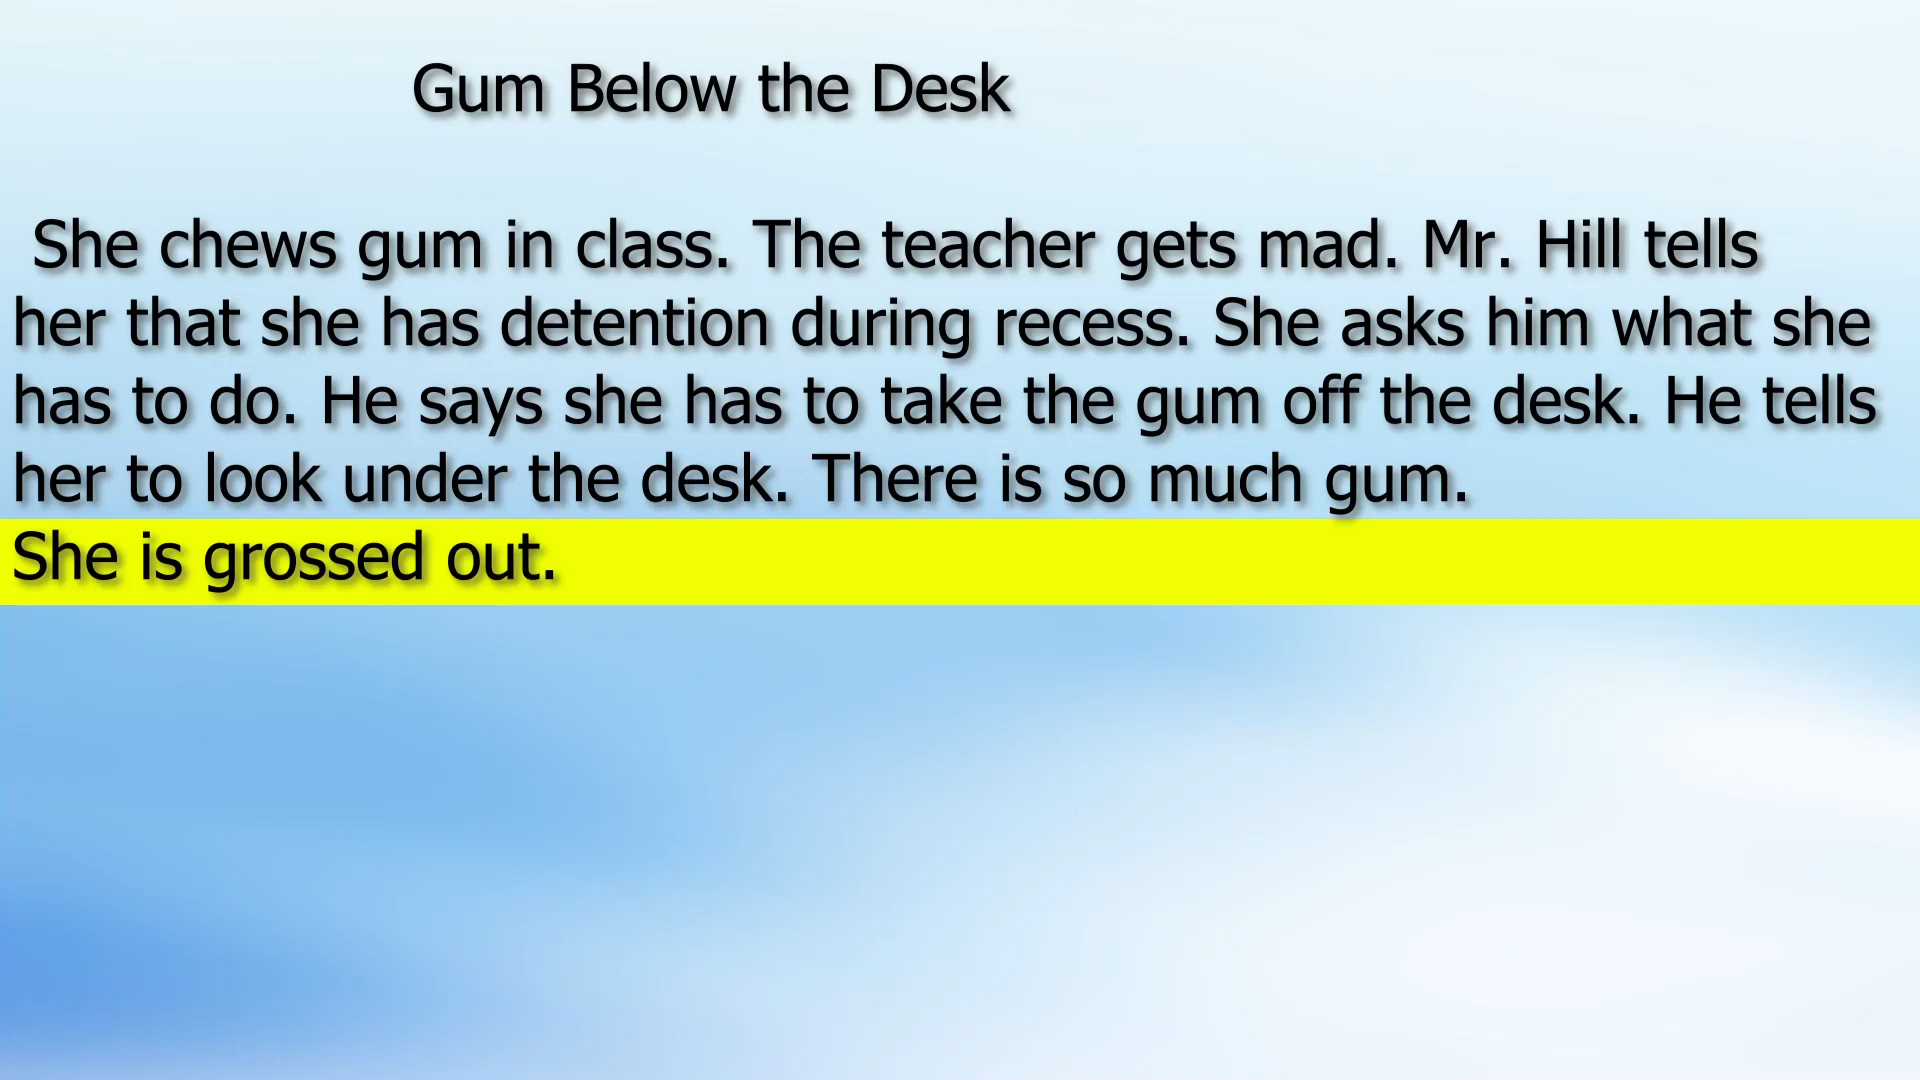 Gum Below the Desk
She chews gum in class. The teacher gets mad. Mr. Hill tells
her that she has detention during recess. She asks him what she
has to do. He says she has to take the gum off the desk. He tells
her to look under the desk. There is so much gum.
She is grossed out.